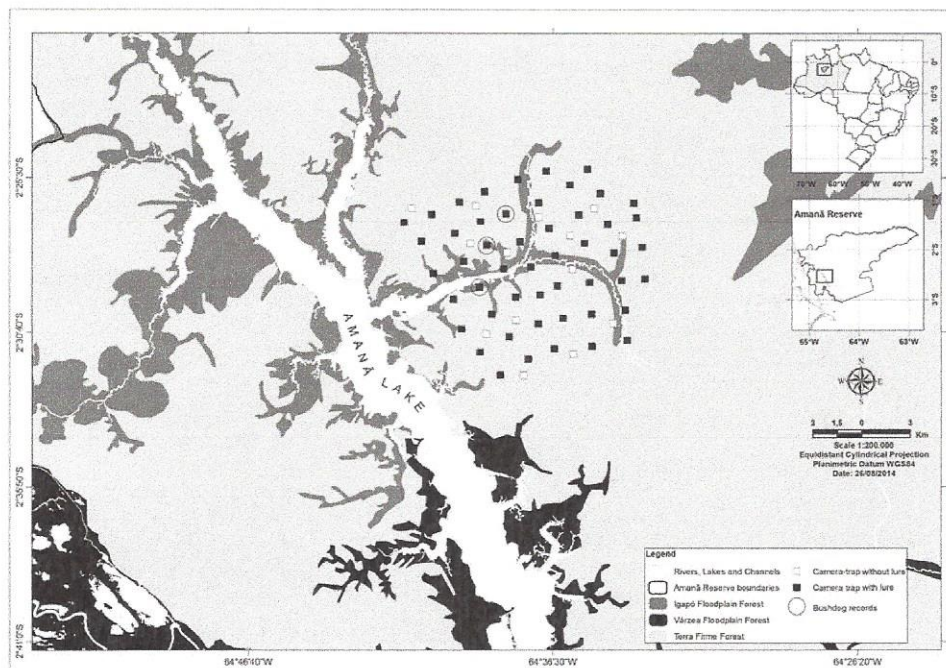 0°
10°S
20°S
30°S
70°W 60°W 50°W 40°W
Amanã Reserve
2°S
3°S
65°W 64°W 63°W
N
W E
S
3 1,5 0 3
Km
Scale 1:200.000
Equidistant Cylindrical Projection
Planimetric Datum WGS84
Date: 26/08/2014
2°25'30"S
2°30'40"S
2°35'50"S
2°41'0"S
AMANÃ LAKE
Legend
Rivers, Lakes and Channels
Amanã Reserve boundaries
Igapó Floodplain Forest
Várzea Floodplain Forest
Terra Firme Forest
Camera-trap without lure
Camera trap with lure
Bushdog records
64°46'40"W 64°36'30"W 64°26'20"W